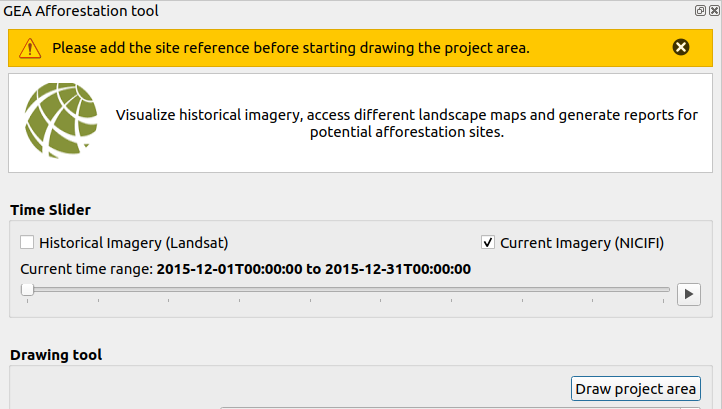 GEA Afforestation tool
Please add the site reference before starting drawing the project area.
Visualize historical imagery, access different landscape maps and generate reports for
potential afforestation sites.
Time Slider
Historical Imagery (Landsat)
Current Imagery (NICIFI)
Current time range: 2015-12-01T00:00:00 to 2015-12-31T00:00:00
Drawing tool
Draw project area